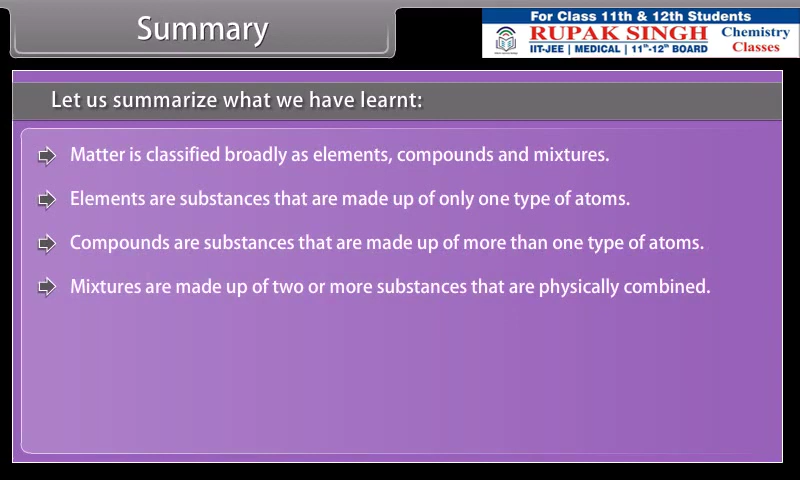 Summary
For Class 11th & 12th Students
RUPAK SINGH
IIT-JEE | MEDICAL | 11th-12th BOARD
Chemistry
Classes
Let us summarize what we have learnt:
Matter is classified broadly as elements, compounds and mixtures.
Elements are substances that are made up of only one type of atoms.
Compounds are substances that are made up of more than one type of atoms.
Mixtures are made up of two or more substances that are physically combined.